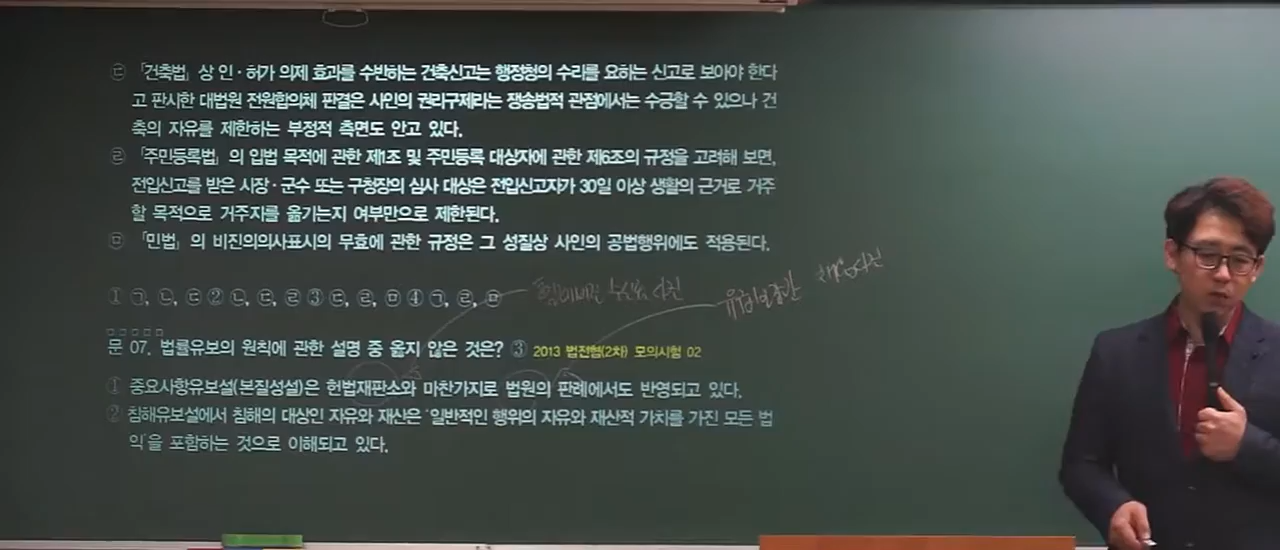 ㉢ 「건축법」 상 인·허가 의제 효과를 수반하는 건축신고는 행정청의 수리를 요하는 신고로 보아야 한다
고 판시한 대법원 전원합의체 판결은 사인의 권리구제라는 쟁송법적 관점에서는 수긍할 수 있으나 건
축의 자유를 제한하는 부정적 측면도 안고 있다.
㉣ 「주민등록법」 의 입법 목적에 관한 제1조 및 주민등록 대상자에 관한 제6조의 규정을 고려해 보면,
전입신고를 받은 시장·군수 또는 구청장의 심사 대상은 전입신고자가 30일 이상 생활의 근거로 거주
할 목적으로 거주지를 옮기는지 여부만으로 제한된다.
㉤ 「민법」 의 비진의의사표시의 무효에 관한 규정은 그 성질상 사인의 공법행위에도 적용된다.
① ㉠, ㉡, ㉢ ② ㉡, ㉢, ㉣ ③ ㉢, ㉣, ㉤ ④ ㉠, ㉣, ㉤
문 07. 법률유보의 원칙에 관한 설명 중 옳지 않은 것은? ③ 2013 법전협(2차) 모의시험 02
① 중요사항유보설(본질성설)은 헌법재판소와 마찬가지로 법원의 판례에서도 반영되고 있다.
② 침해유보설에서 침해의 대상인 자유와 재산은 '일반적인 행위의 자유와 재산적 가치를 가진 모든 법
익'을 포함하는 것으로 이해되고 있다.